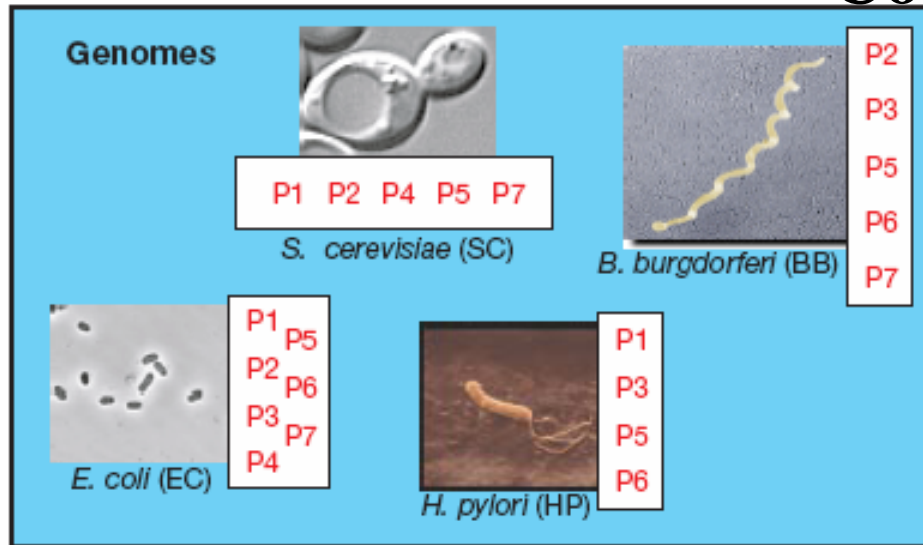 Genomes
P1 P2 P4 P5 P7
S. cerevisiae (SC)
P2
P3
P5
P6
P7
B. burgdorferi (BB)
P1
P5
P2
P6
P3
P7
P4
E. coli (EC)
P1
P3
P5
P6
H. pylori (HP)